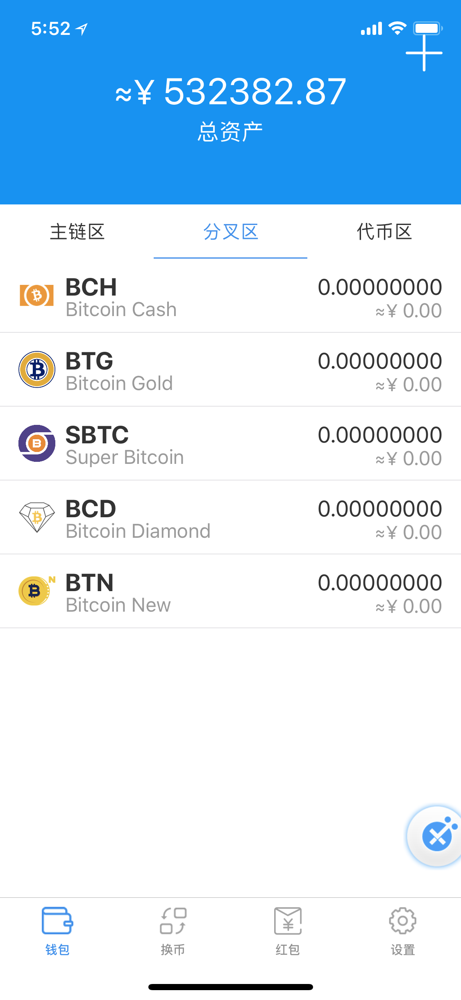 5:52
≈¥ 532382.87
总资产
主链区 分叉区 代币区
BCH 0.00000000
Bitcoin Cash ≈¥ 0.00
BTG 0.00000000
Bitcoin Gold ≈¥ 0.00
SBTC 0.00000000
Super Bitcoin ≈¥ 0.00
BCD 0.00000000
Bitcoin Diamond ≈¥ 0.00
BTN 0.00000000
Bitcoin New ≈¥ 0.00
钱包 换币 红包 设置